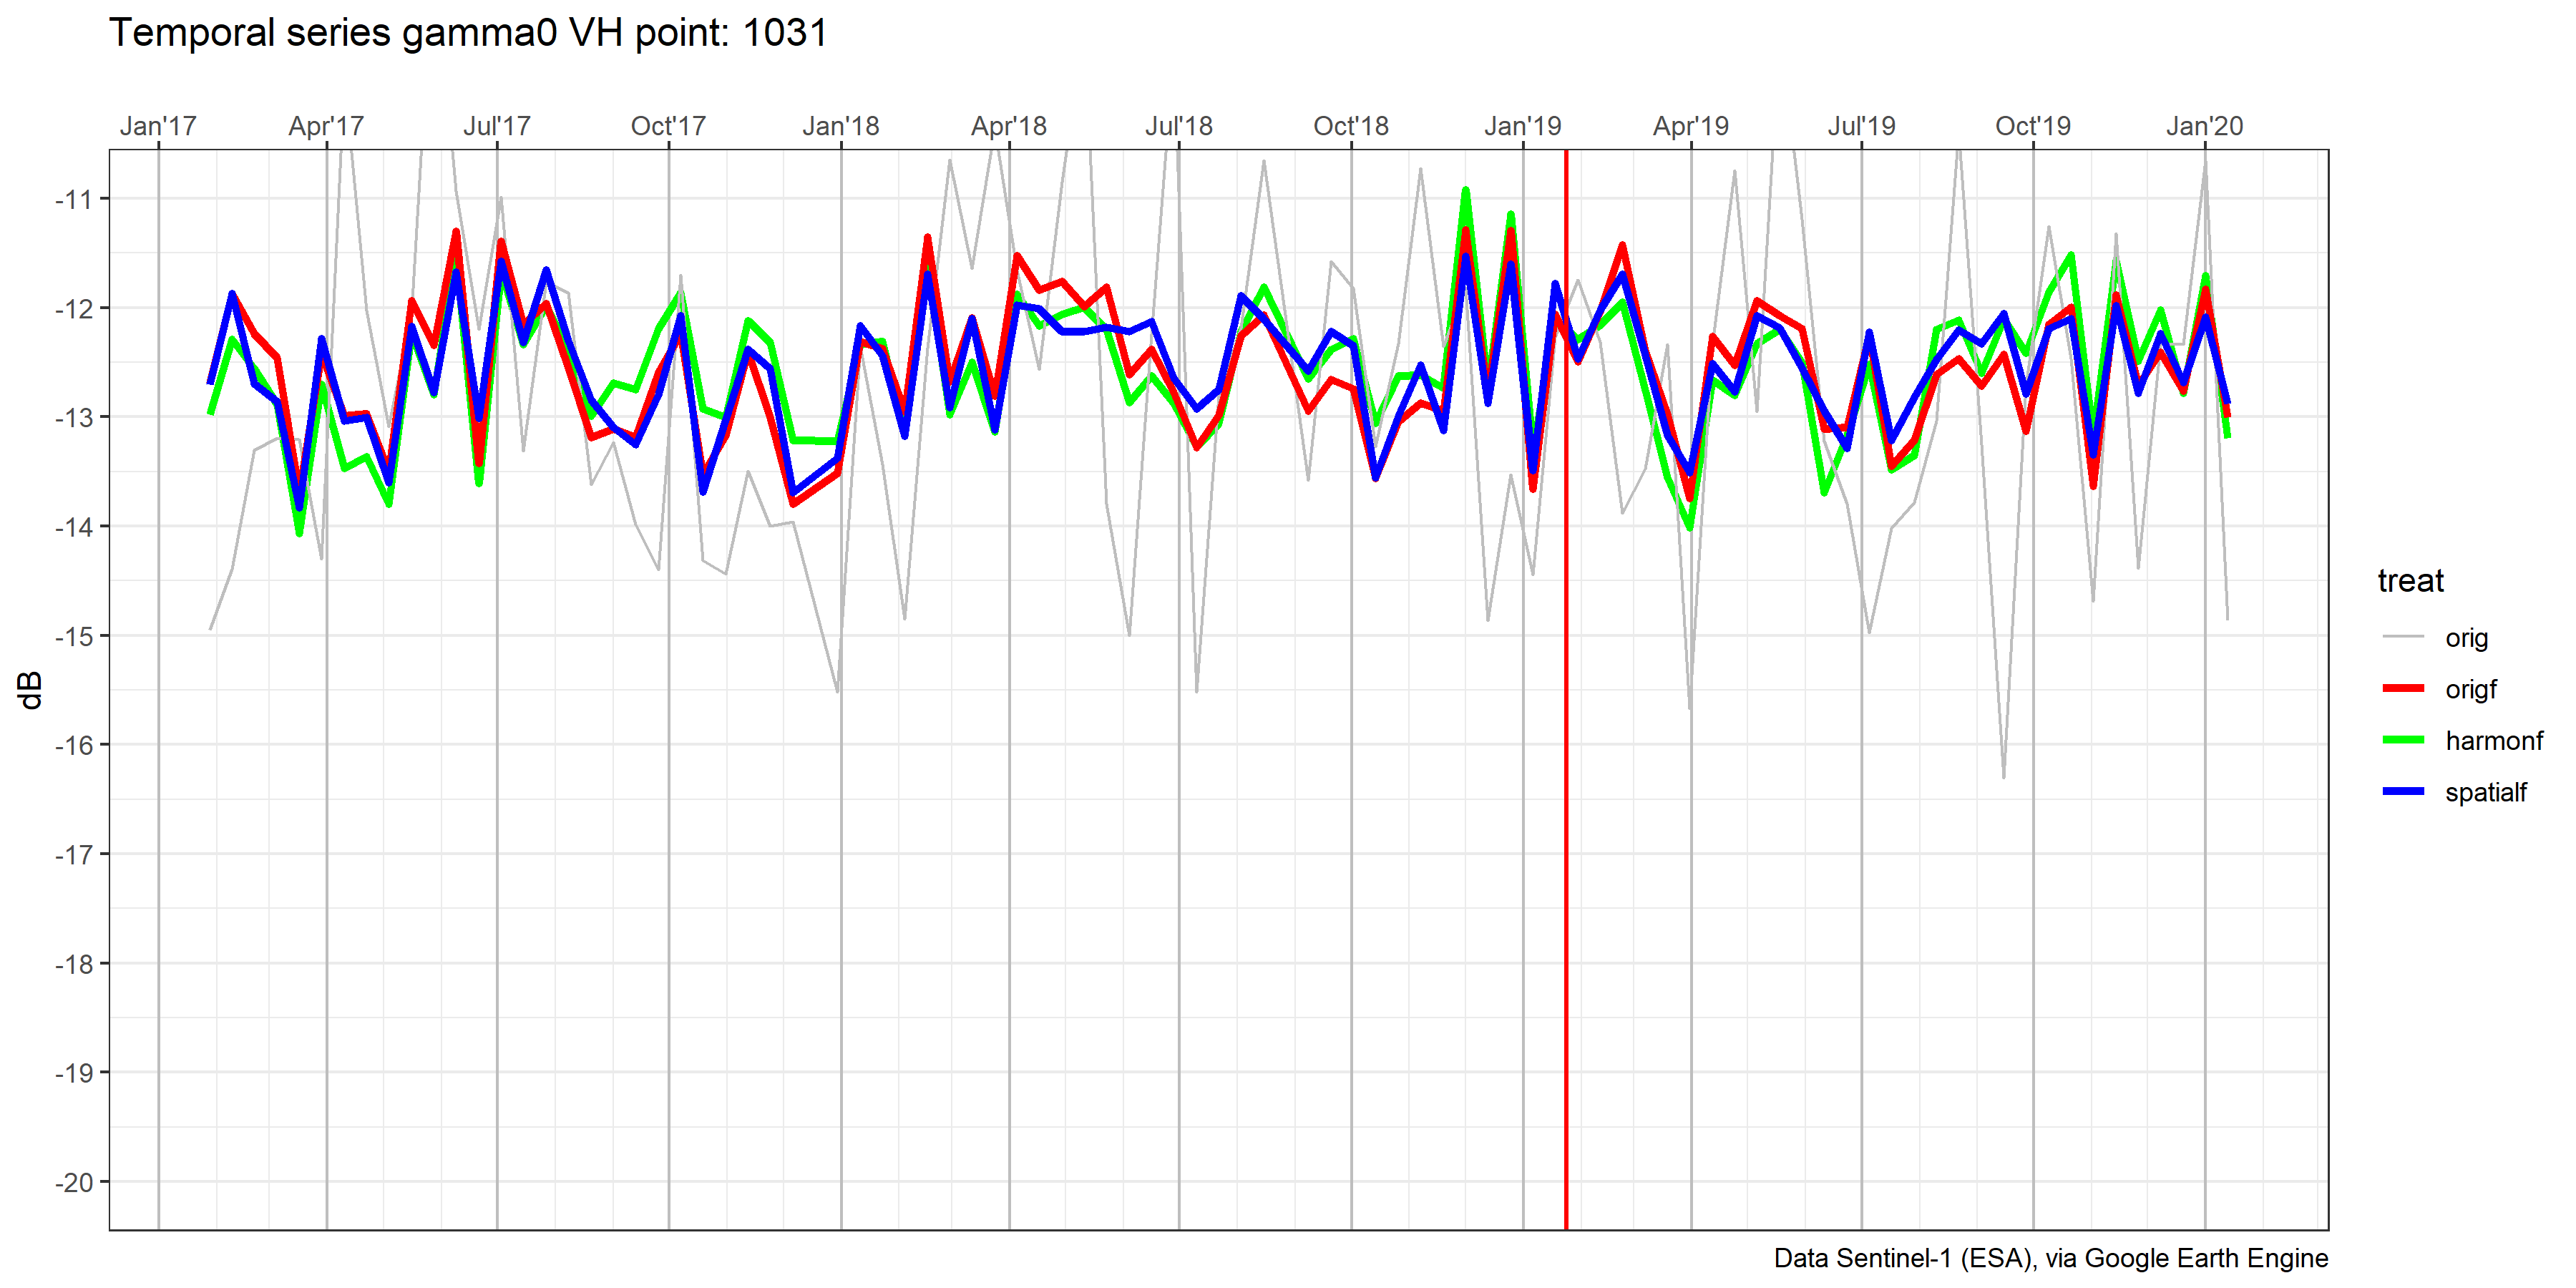 Temporal series gamma0 VH point: 1031
Jan'17 Apr'17 Jul'17 Oct'17 Jan'18 Apr'18 Jul'18 Oct'18 Jan'19 Apr'19 Jul'19 Oct'19 Jan'20
-11
-12
-13
-14
-15
-16
-17
-18
-19
-20
dB
treat
orig
origf
harmonf
spatialf
Data Sentinel-1 (ESA), via Google Earth Engine